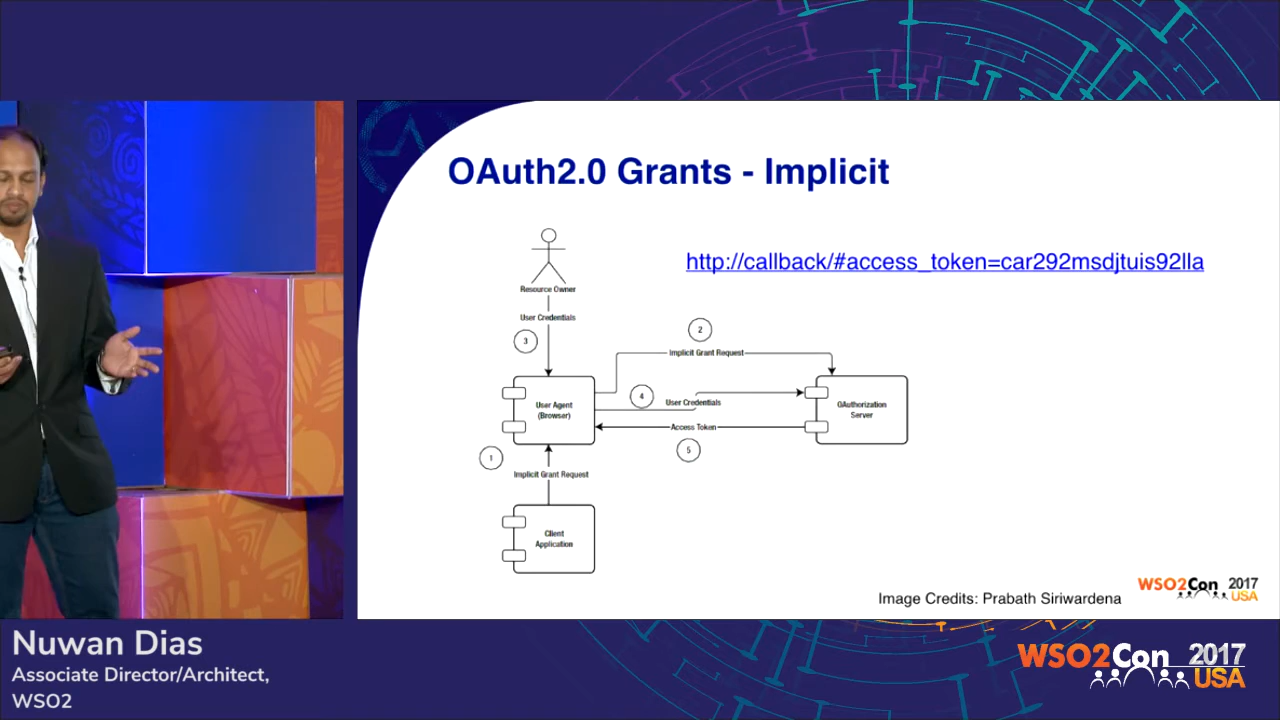 OAuth2.0 Grants - Implicit
http://callback/#access_token=car292msdjtuis92lla
Resource Owner
User Credentials
3
2
Implicit Grant Request
User Agent
(Browser)
4
User Credentials
OAuthorization
Server
Access Token
5
1
Implicit Grant Request
Client
Application
Image Credits: Prabath Siriwardena
WSO2Con 2017
USA
Nuwan Dias
Associate Director/Architect,
WSO2
WSO2Con 2017
USA